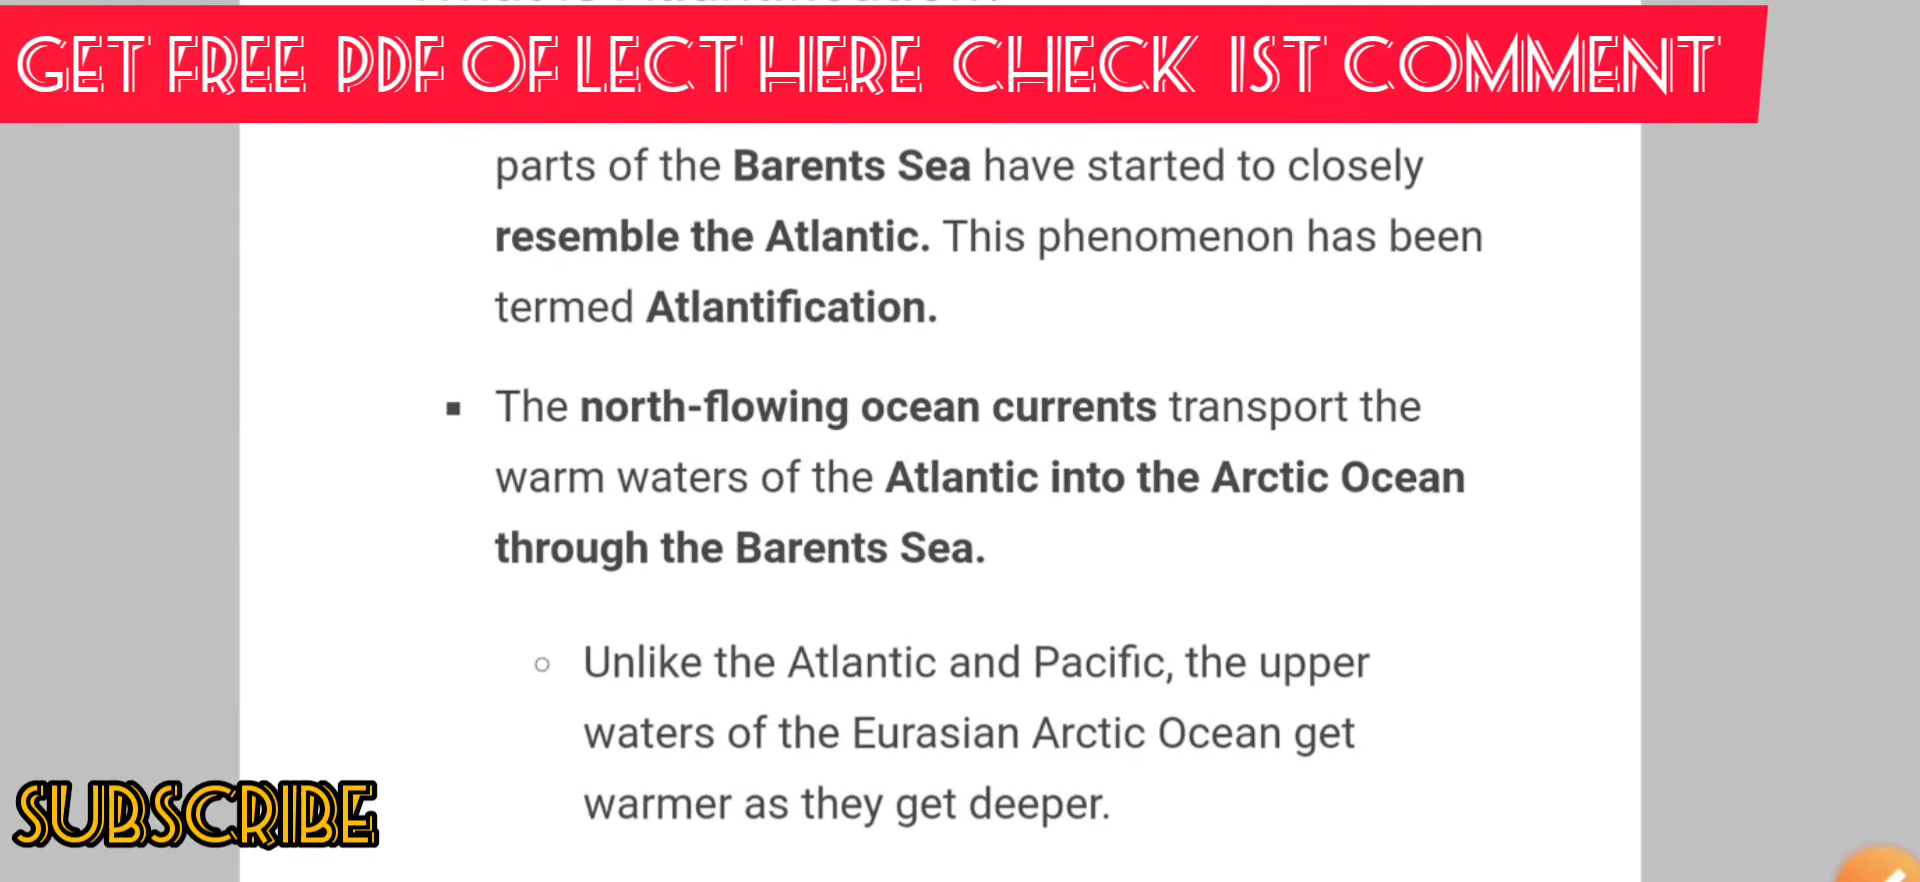 GET FREE PDF OF LECT HERE CHECK IST COMMENT
parts of the Barents Sea have started to closely
resemble the Atlantic. This phenomenon has been
termed Atlantification.
▪ The north-flowing ocean currents transport the
warm waters of the Atlantic into the Arctic Ocean
through the Barents Sea.
○ Unlike the Atlantic and Pacific, the upper
waters of the Eurasian Arctic Ocean get
warmer as they get deeper.
SUBSCRIBE